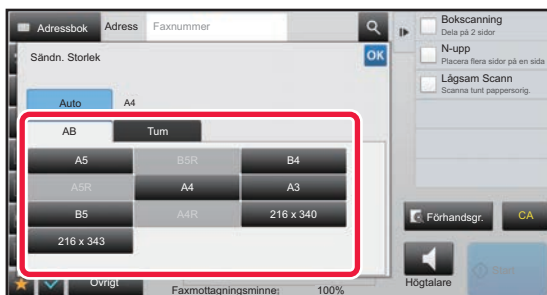 Adressbok Adress Faxnummer
Sändn. Storlek OK
Auto A4
AB Tum
A5 B5R B4
A5R A4 A3
B5 A4R 216 x 340
216 x 343
Övrigt Faxmottagningsminne: 100%
Bokscanning
Dela på 2 sidor
N-upp
Placera flera sidor på en sida
Lågsam Scann
Scanna tunt pappersorig.
Förhandsgr. CA
Högtalare Start